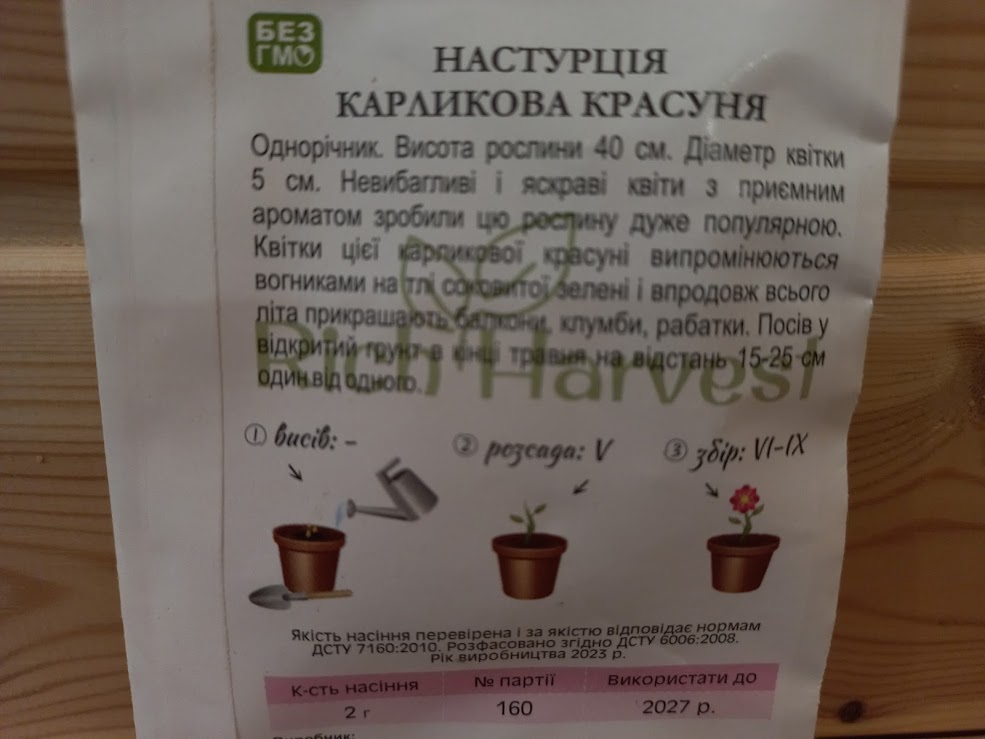 БЕЗ
ГМО
НАСТУРЦІЯ
КАРЛИКОВА КРАСУНЯ
Однорічник. Висота рослини 40 см. Діаметр квітки
5 см. Невибагливі і яскраві квіти з приємним
ароматом зробили цю рослину дуже популярною.
Квітки цієї карликової красуні випромінюються
вогниками на тлі соковитої зелені і впродовж всього
літа прикрашають балкони, клумби, рабатки. Посів у
відкритий грунт в кінці травня на відстань 15-25 см
один від одного.
Rich Harvest
① висів: –
② розсада: V
③ збір: VI-IX
Якість насіння перевірена і за якістю відповідає нормам
ДСТУ 7160:2010. Розфасовано згідно ДСТУ 6006:2008.
Рік виробництва 2023 р.
К-сть насіння № партії Використати до
2 г 160 2027 р.
Виробник: